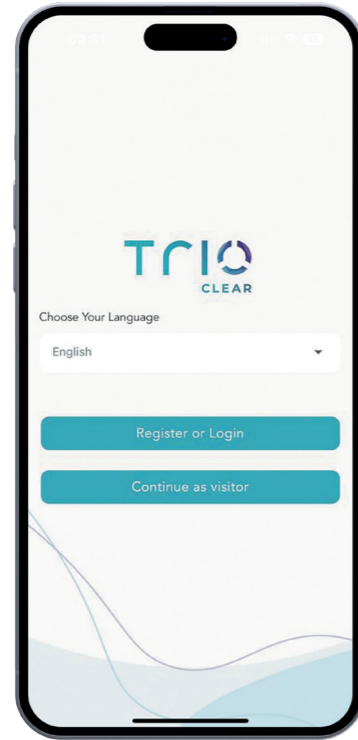 TRIO
CLEAR
Choose Your Language
English
Register or Login
Continue as visitor